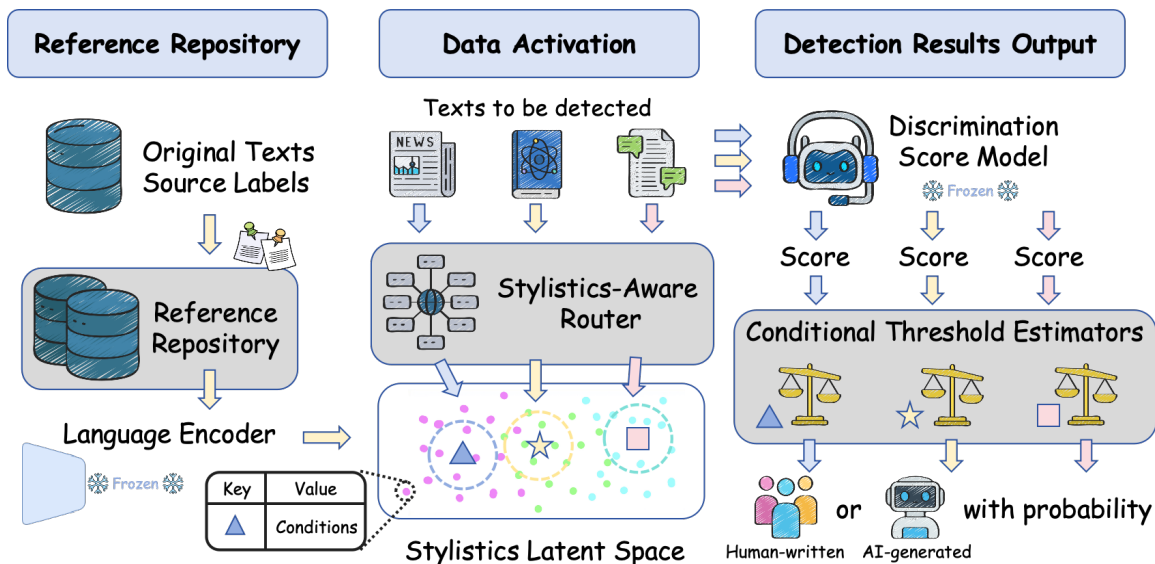 Reference Repository
Data Activation
Detection Results Output
Original Texts
Source Labels
Reference
Repository
Language Encoder
Frozen
Key
Value
Conditions
Texts to be detected
NEWS
Stylistics-Aware
Router
Stylistics Latent Space
Discrimination
Score Model
Frozen
Score
Score
Score
Conditional Threshold Estimators
or
with probability
Human-written
AI-generated